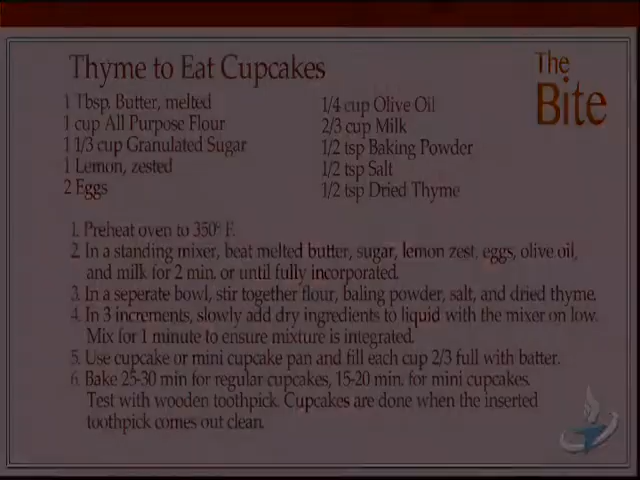 Thyme to Eat Cupcakes
The
Bite
1 Tbsp. Butter, melted
1 cup All Purpose Flour
1 1/3 cup Granulated Sugar
1 Lemon, zested
2 Eggs
1/4 cup Olive Oil
2/3 cup Milk
1/2 tsp Baking Powder
1/2 tsp Salt
1/2 tsp Dried Thyme
1. Preheat oven to 350° F.
2. In a standing mixer, beat melted butter, sugar, lemon zest, eggs, olive oil,
and milk for 2 min. or until fully incorporated.
3. In a seperate bowl, stir together flour, baling powder, salt, and dried thyme.
4. In 3 increments, slowly add dry ingredients to liquid with the mixer on low.
Mix for 1 minute to ensure mixture is integrated.
5. Use cupcake or mini cupcake pan and fill each cup 2/3 full with batter.
6. Bake 25-30 min for regular cupcakes, 15-20 min. for mini cupcakes.
Test with wooden toothpick. Cupcakes are done when the inserted
toothpick comes out clean.